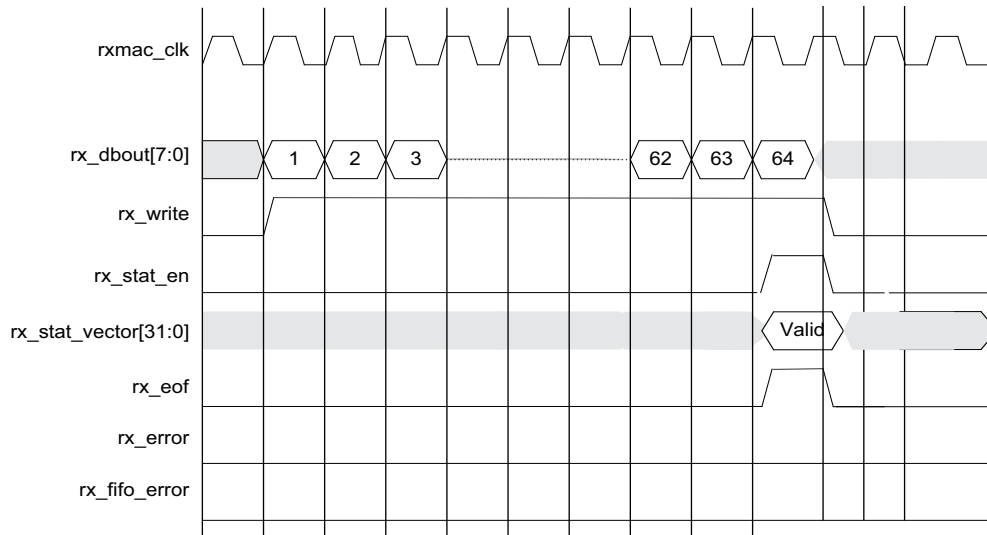 rxmac_clk
rx_dbout[7:0] 1 2 3 62 63 64
rx_write
rx_stat_en
rx_stat_vector[31:0] Valid
rx_eof
rx_error
rx_fifo_error